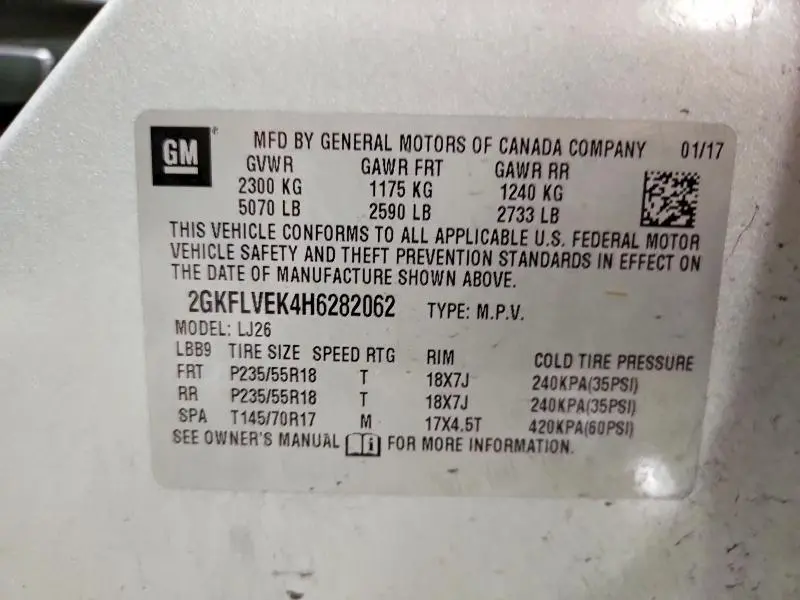 GM ® MFD BY GENERAL MOTORS OF CANADA COMPANY 01/17
GVWR GAWR FRT GAWR RR
2300 KG 1175 KG 1240 KG
5070 LB 2590 LB 2733 LB
THIS VEHICLE CONFORMS TO ALL APPLICABLE U.S. FEDERAL MOTOR
VEHICLE SAFETY AND THEFT PREVENTION STANDARDS IN EFFECT ON
THE DATE OF MANUFACTURE SHOWN ABOVE.
2GKFLVEK4H6282062 TYPE: M.P.V.
MODEL: LJ26
LBB9 TIRE SIZE SPEED RTG RIM COLD TIRE PRESSURE
FRT P235/55R18 T 18X7J 240KPA(35PSI)
RR P235/55R18 T 18X7J 240KPA(35PSI)
SPA T145/70R17 M 17X4.5T 420KPA(60PSI)
SEE OWNER'S MANUAL i FOR MORE INFORMATION.